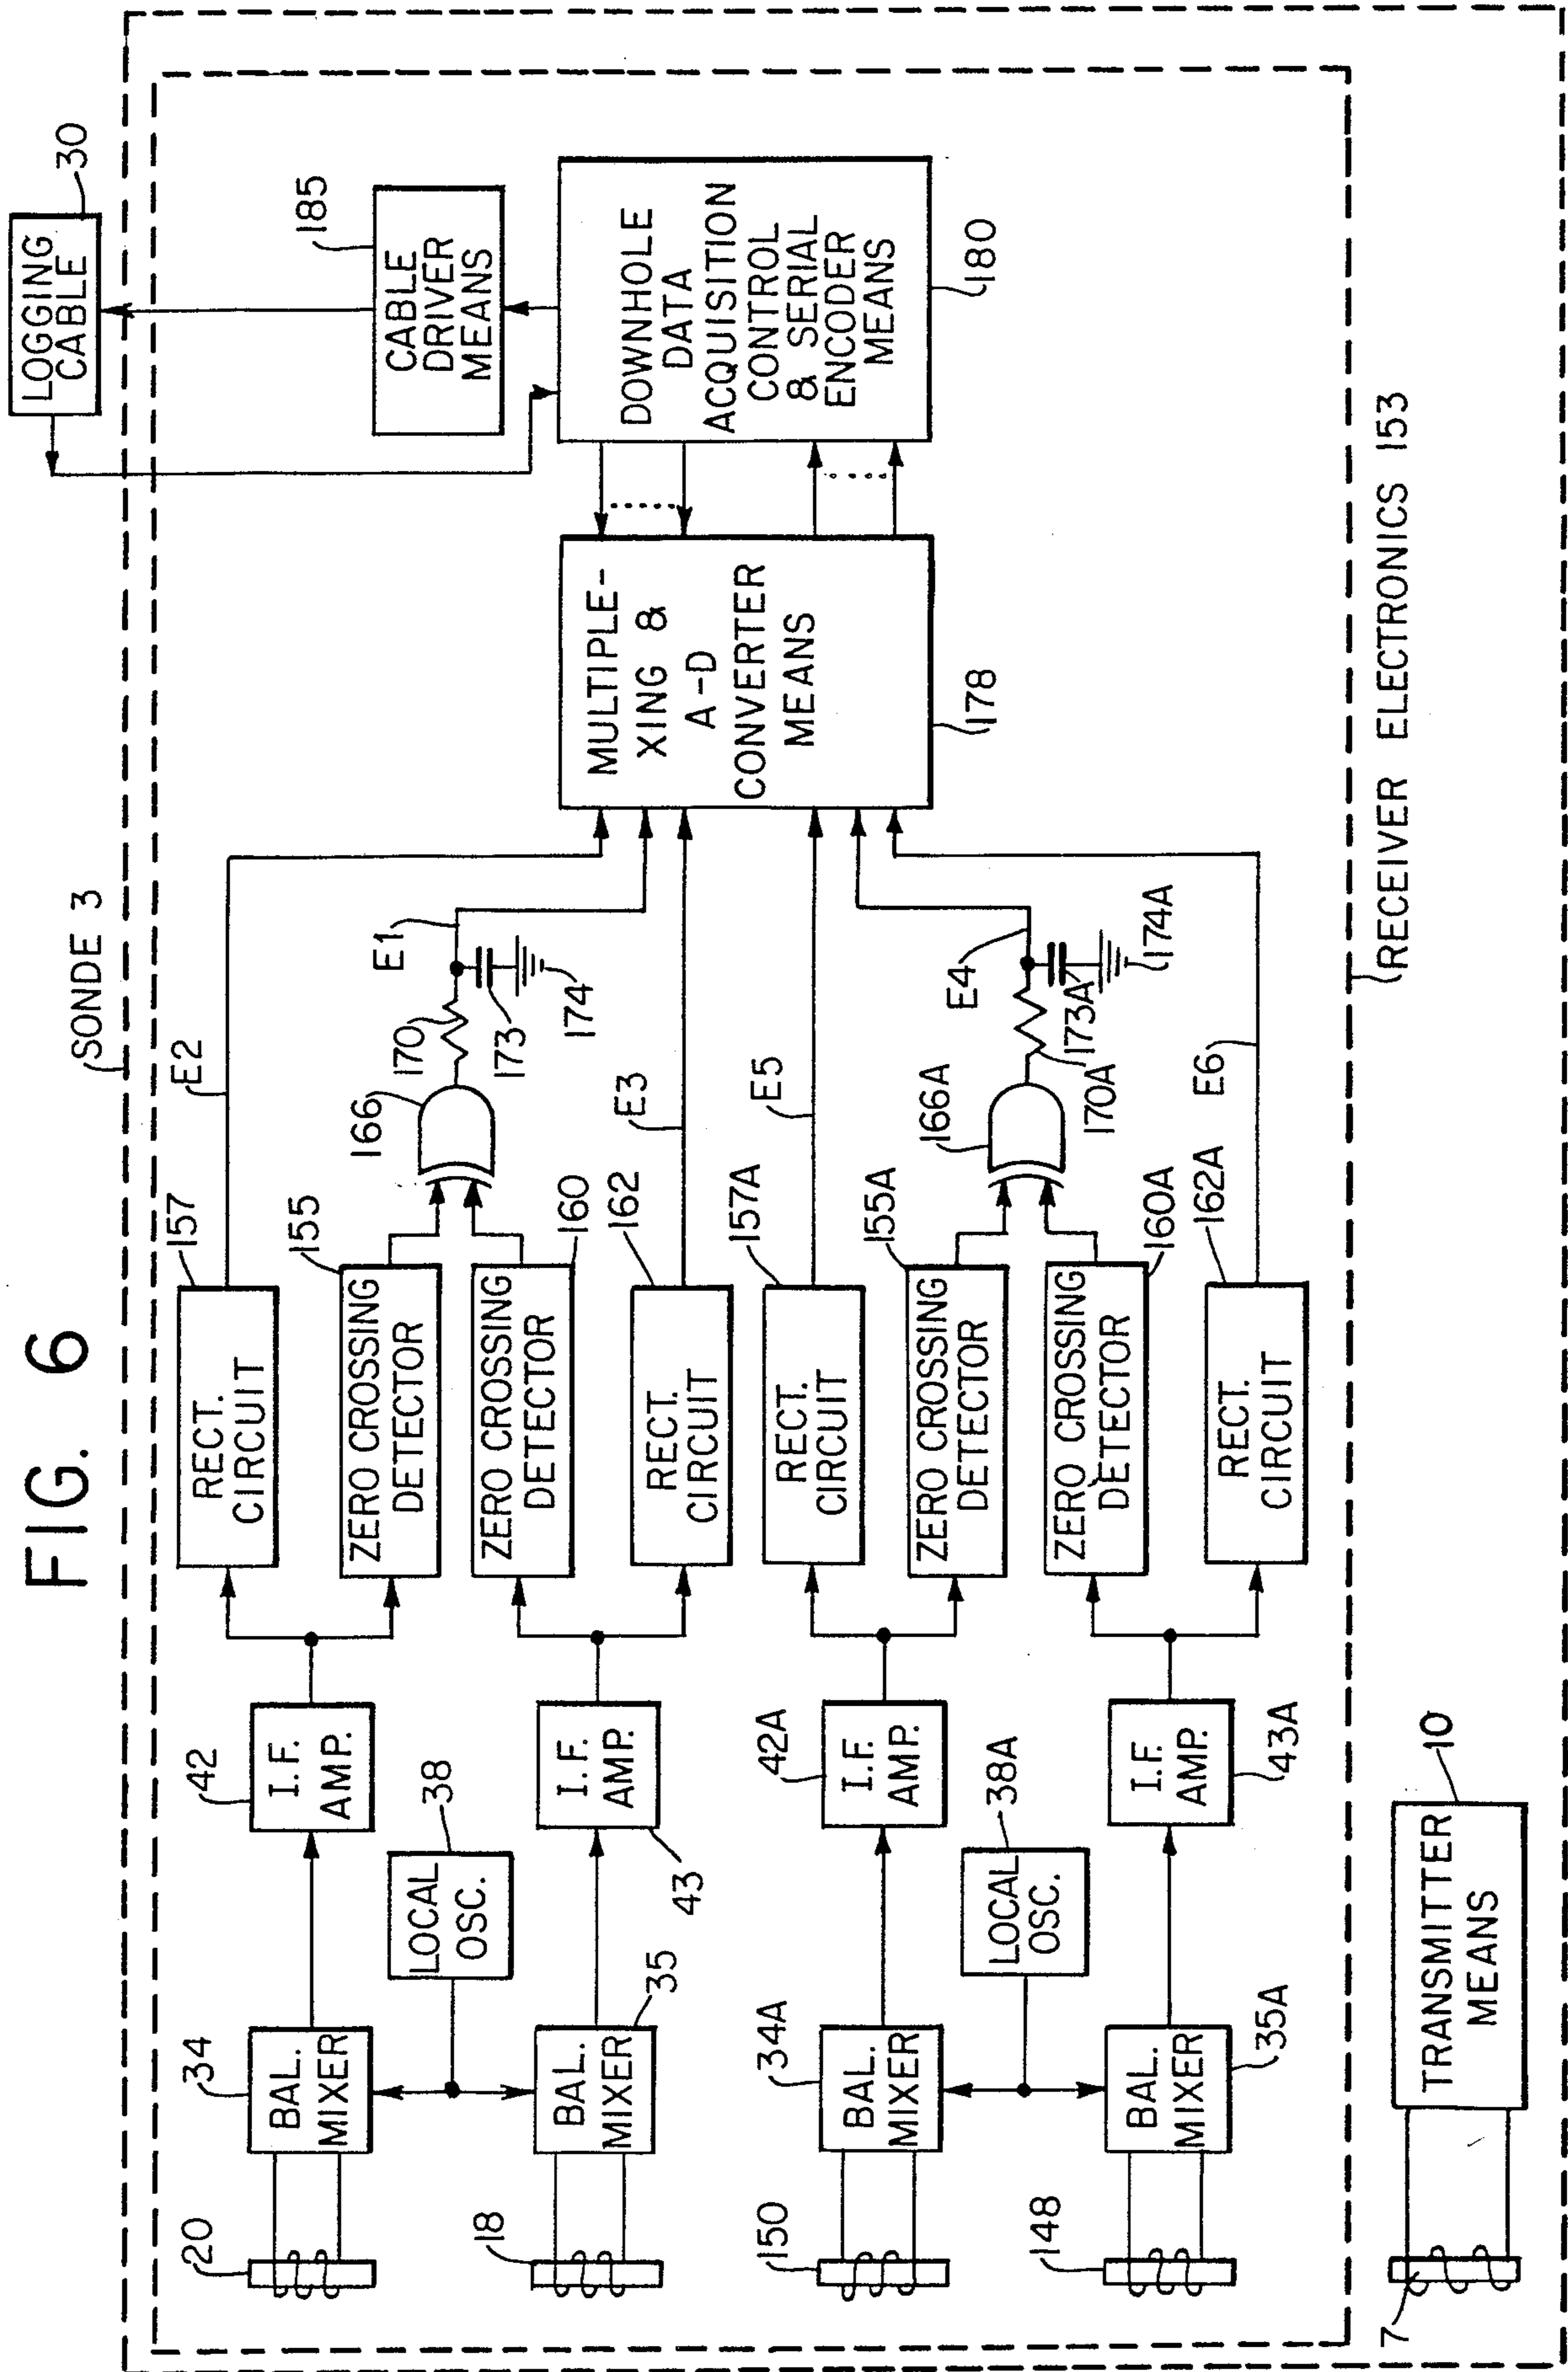 FIG. 6
SONDE 3
LOGGING
CABLE
30
E2
157
RECT.
CIRCUIT
185
CABLE
DRIVER
MEANS
20
34
BAL.
MIXER
42
I.F.
AMP.
155
ZERO CROSSING
DETECTOR
166
170
E1
173
174
38
LOCAL
OSC.
160
ZERO CROSSING
DETECTOR
18
35
BAL.
MIXER
43
I.F.
AMP.
162
RECT.
CIRCUIT
E3
MULTIPLE-
XING &
A-D
CONVERTER
MEANS
178
DOWNHOLE
DATA
ACQUISITION
CONTROL
& SERIAL
ENCODER
MEANS
180
157A
RECT.
CIRCUIT
E5
150
34A
BAL.
MIXER
42A
I.F.
AMP.
155A
ZERO CROSSING
DETECTOR
166A
170A
E4
173A
174A
38A
LOCAL
OSC.
160A
ZERO CROSSING
DETECTOR
148
35A
BAL.
MIXER
43A
I.F.
AMP.
162A
RECT.
CIRCUIT
E6
RECEIVER ELECTRONICS 153
7
TRANSMITTER
MEANS
10